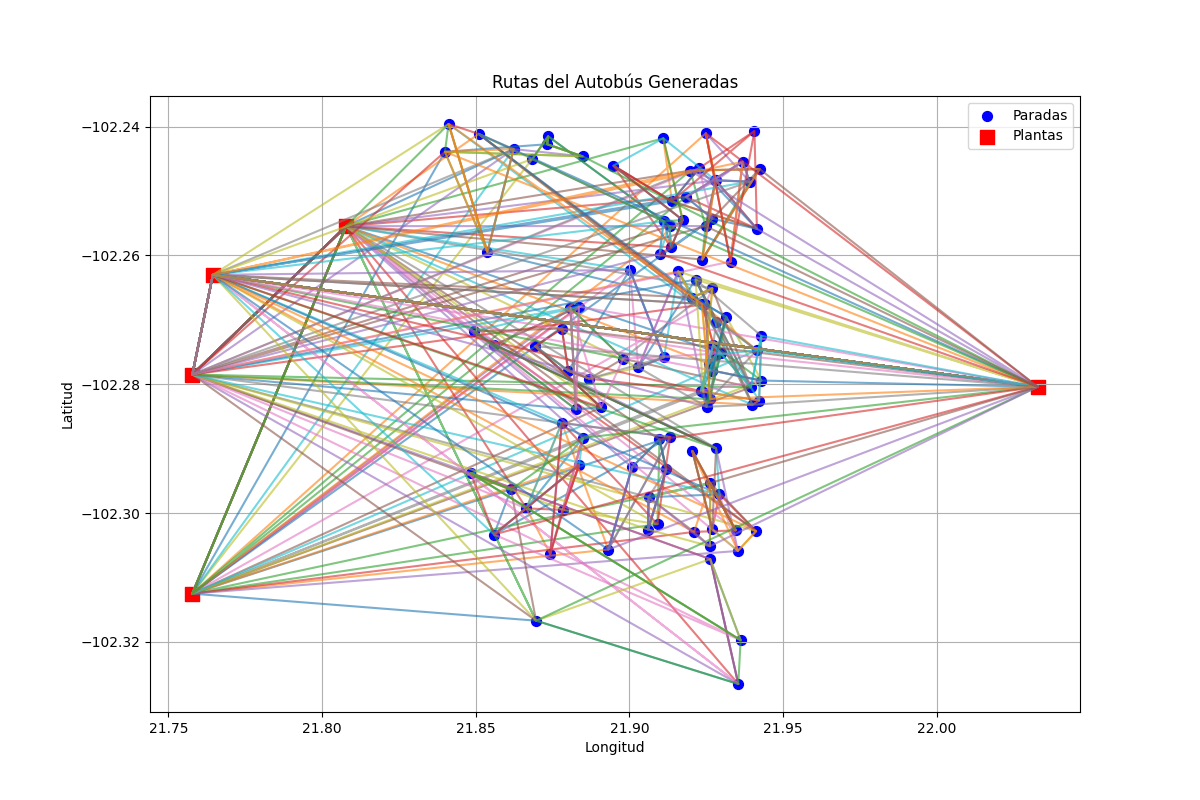 Rutas del Autobús Generadas
Paradas
Plantas
−102.24
−102.26
−102.28
−102.30
−102.32
Latitud
21.75
21.80
21.85
21.90
21.95
22.00
Longitud